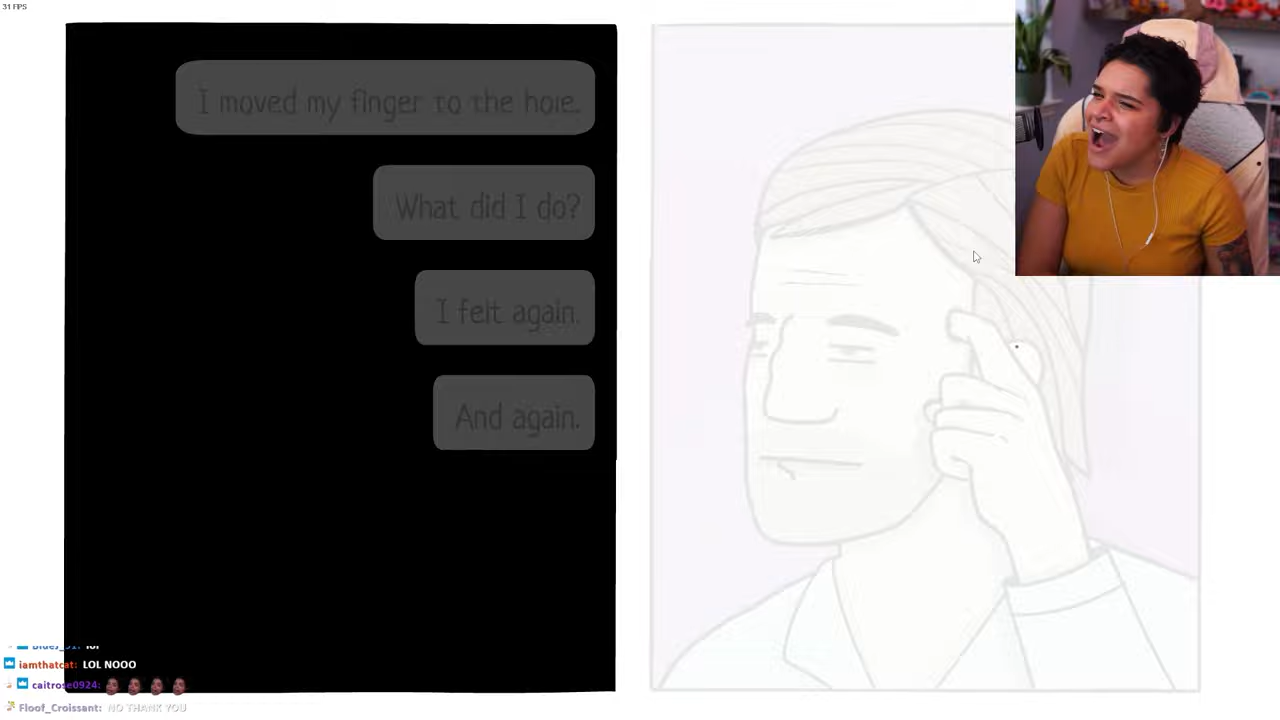 31 FPS
I moved my finger to the hole.
What did I do?
I felt again.
And again.
iamthatcat: LOL NOOO
caitrose0924:
Floof_Croissant: NO THANK YOU